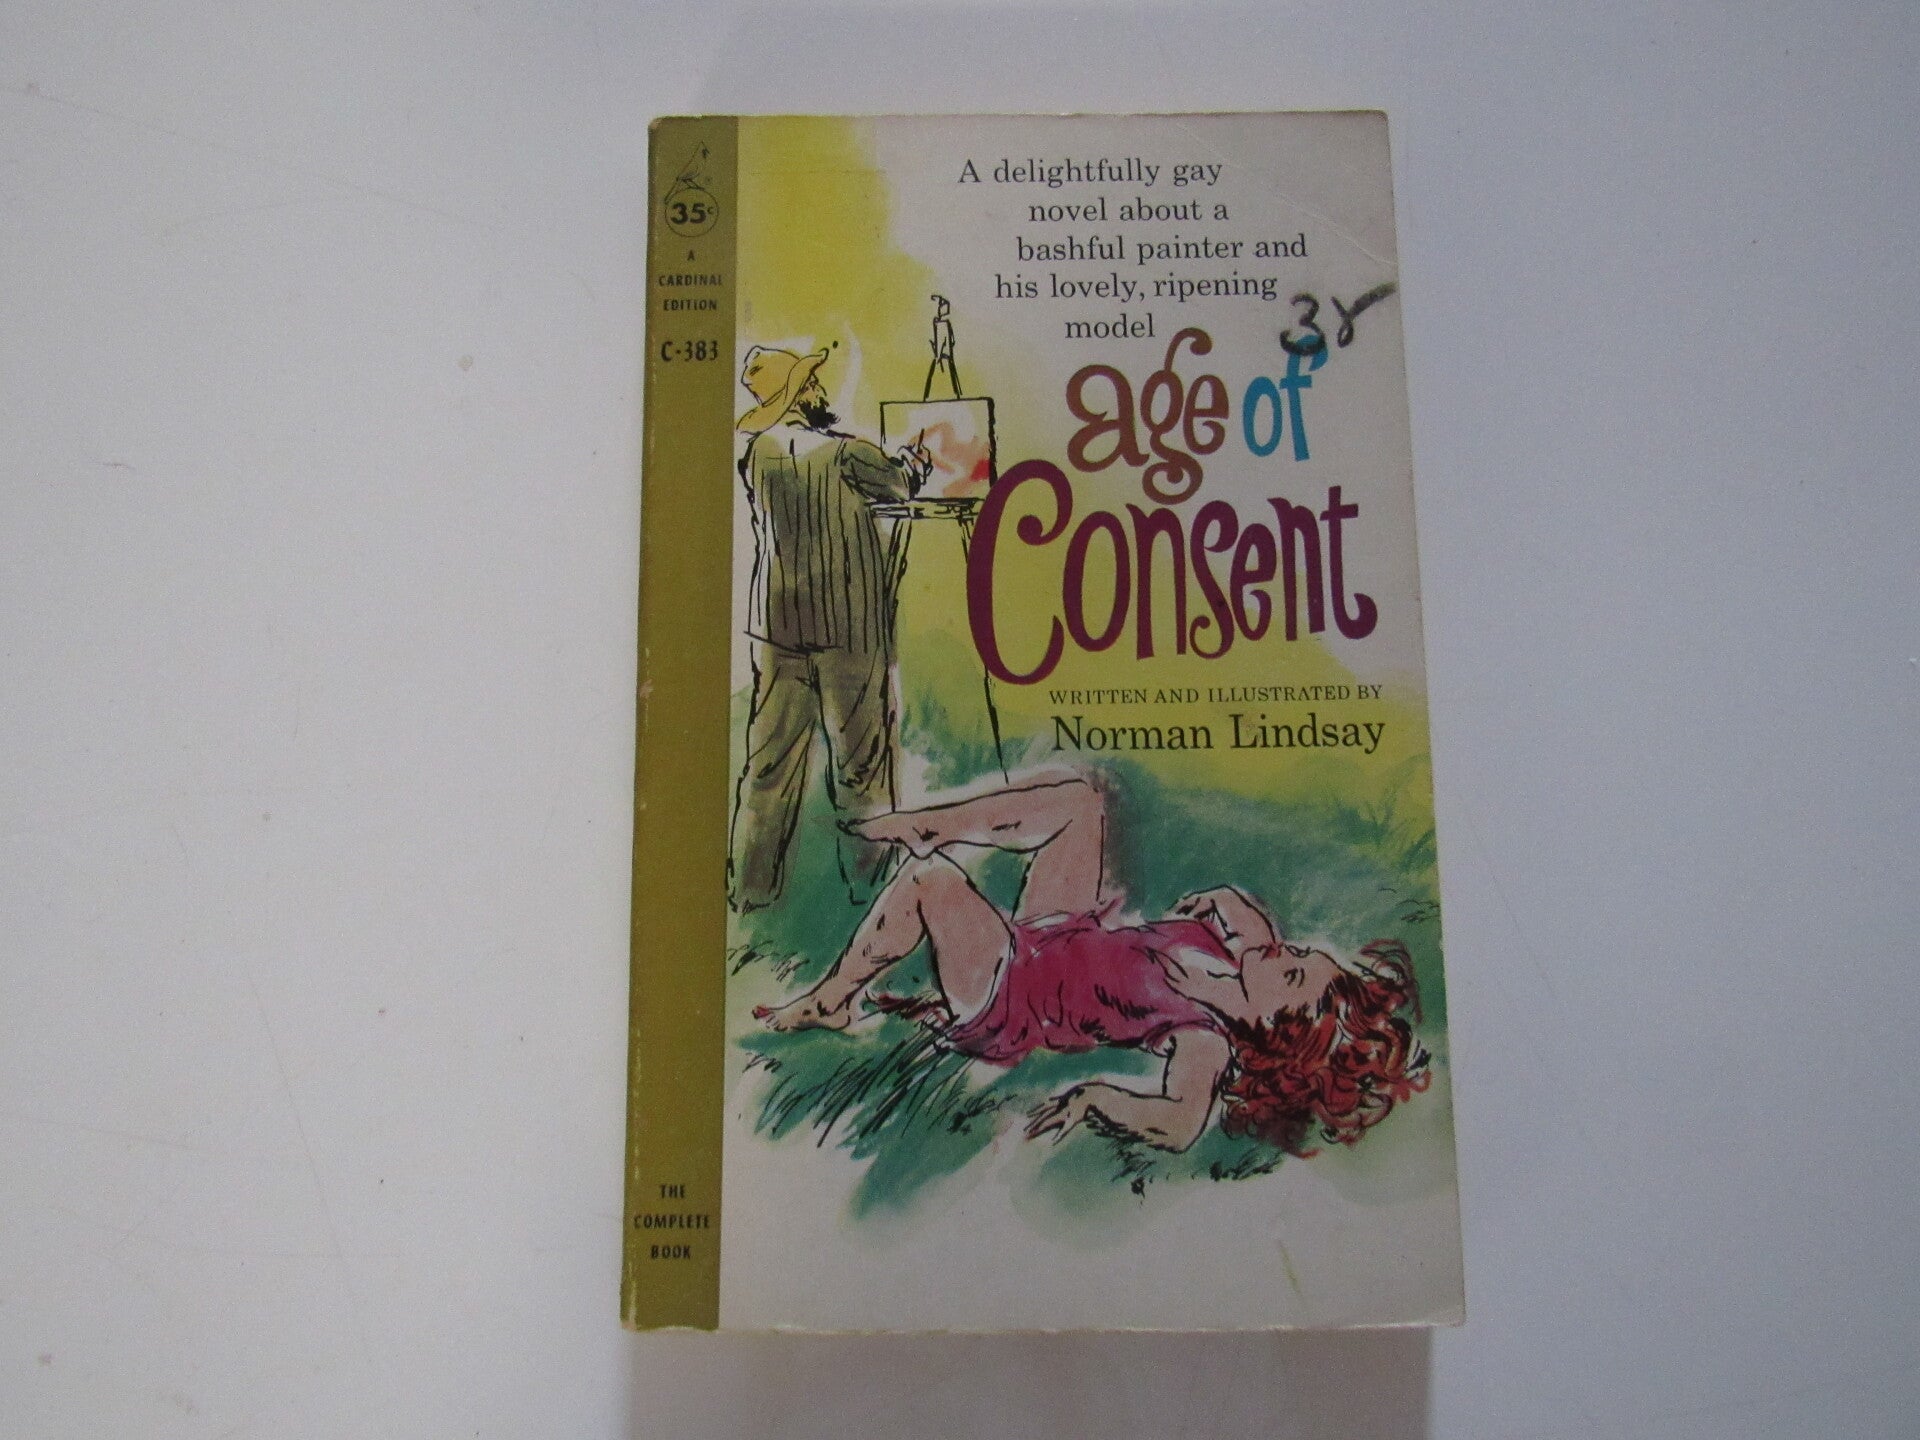 35¢
A
CARDINAL
EDITION
C-383
A delightfully gay
novel about a
bashful painter and
his lovely, ripening
model
age of
Consent
WRITTEN AND ILLUSTRATED BY
Norman Lindsay
THE
COMPLETE
BOOK